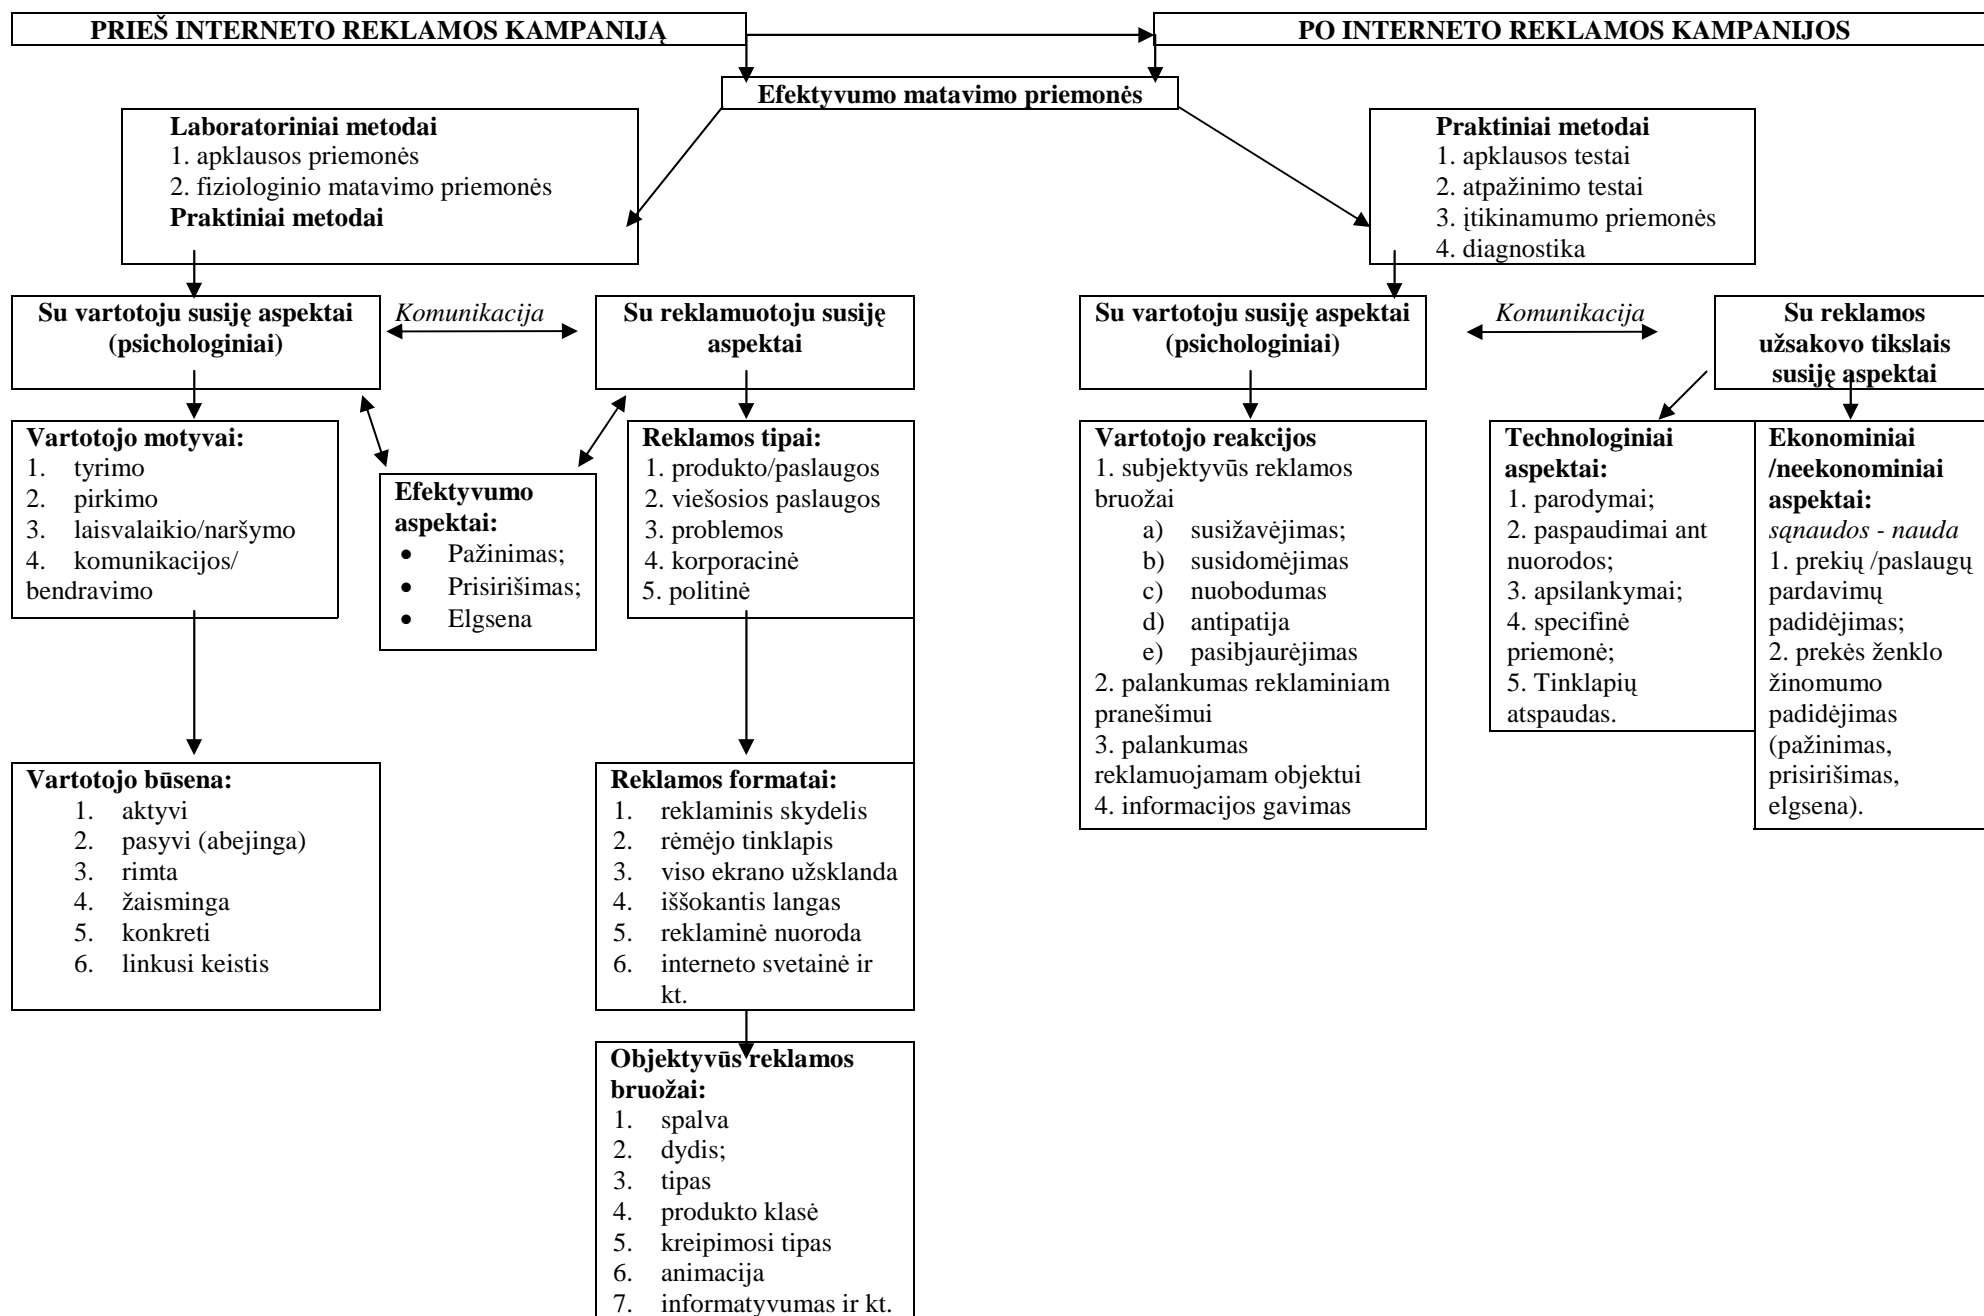 PRIEŠ INTERNETO REKLAMOS KAMPANIJĄ
PO INTERNETO REKLAMOS KAMPANIJOS
Efektyvumo matavimo priemonės
Laboratoriniai metodai
1. apklausos priemonės
2. fiziologinio matavimo priemonės
Praktiniai metodai
Praktiniai metodai
1. apklausos testai
2. atpažinimo testai
3. įtikinamumo priemonės
4. diagnostika
Su vartotoju susiję aspektai
(psichologiniai)
Komunikacija
Su reklamuotoju susiję
aspektai
Su vartotoju susiję aspektai
(psichologiniai)
Komunikacija
Su reklamos
užsakovo tikslais
susiję aspektai
Vartotojo motyvai:
1. tyrimo
2. pirkimo
3. laisvalaikio/naršymo
4. komunikacijos/
bendravimo
Efektyvumo
aspektai:
• Pažinimas;
• Prisirišimas;
• Elgsena
Reklamos tipai:
1. produkto/paslaugos
2. viešosios paslaugos
3. problemos
4. korporacinė
5. politinė
Vartotojo reakcijos
1. subjektyvūs reklamos
bruožai
a) susižavėjimas;
b) susidomėjimas
c) nuobodumas
d) antipatija
e) pasibjaurėjimas
2. palankumas reklaminiam
pranešimui
3. palankumas
reklamuojamam objektui
4. informacijos gavimas
Technologiniai
aspektai:
1. parodymai;
2. paspaudimai ant
nuorodos;
3. apsilankymai;
4. specifinė
priemonė;
5. Tinklapių
atspaudas.
Ekonominiai
/neekonominiai
aspektai:
sąnaudos - nauda
1. prekių /paslaugų
pardavimų
padidėjimas;
2. prekės ženklo
žinomumo
padidėjimas
(pažinimas,
prisirišimas,
elgsena).
Vartotojo būsena:
1. aktyvi
2. pasyvi (abejinga)
3. rimta
4. žaisminga
5. konkreti
6. linkusi keistis
Reklamos formatai:
1. reklaminis skydelis
2. rėmėjo tinklapis
3. viso ekrano užsklanda
4. iššokantis langas
5. reklaminė nuoroda
6. interneto svetainė ir
kt.
Objektyvūs reklamos
bruožai:
1. spalva
2. dydis;
3. tipas
4. produkto klasė
5. kreipimosi tipas
6. animacija
7. informatyvumas ir kt.